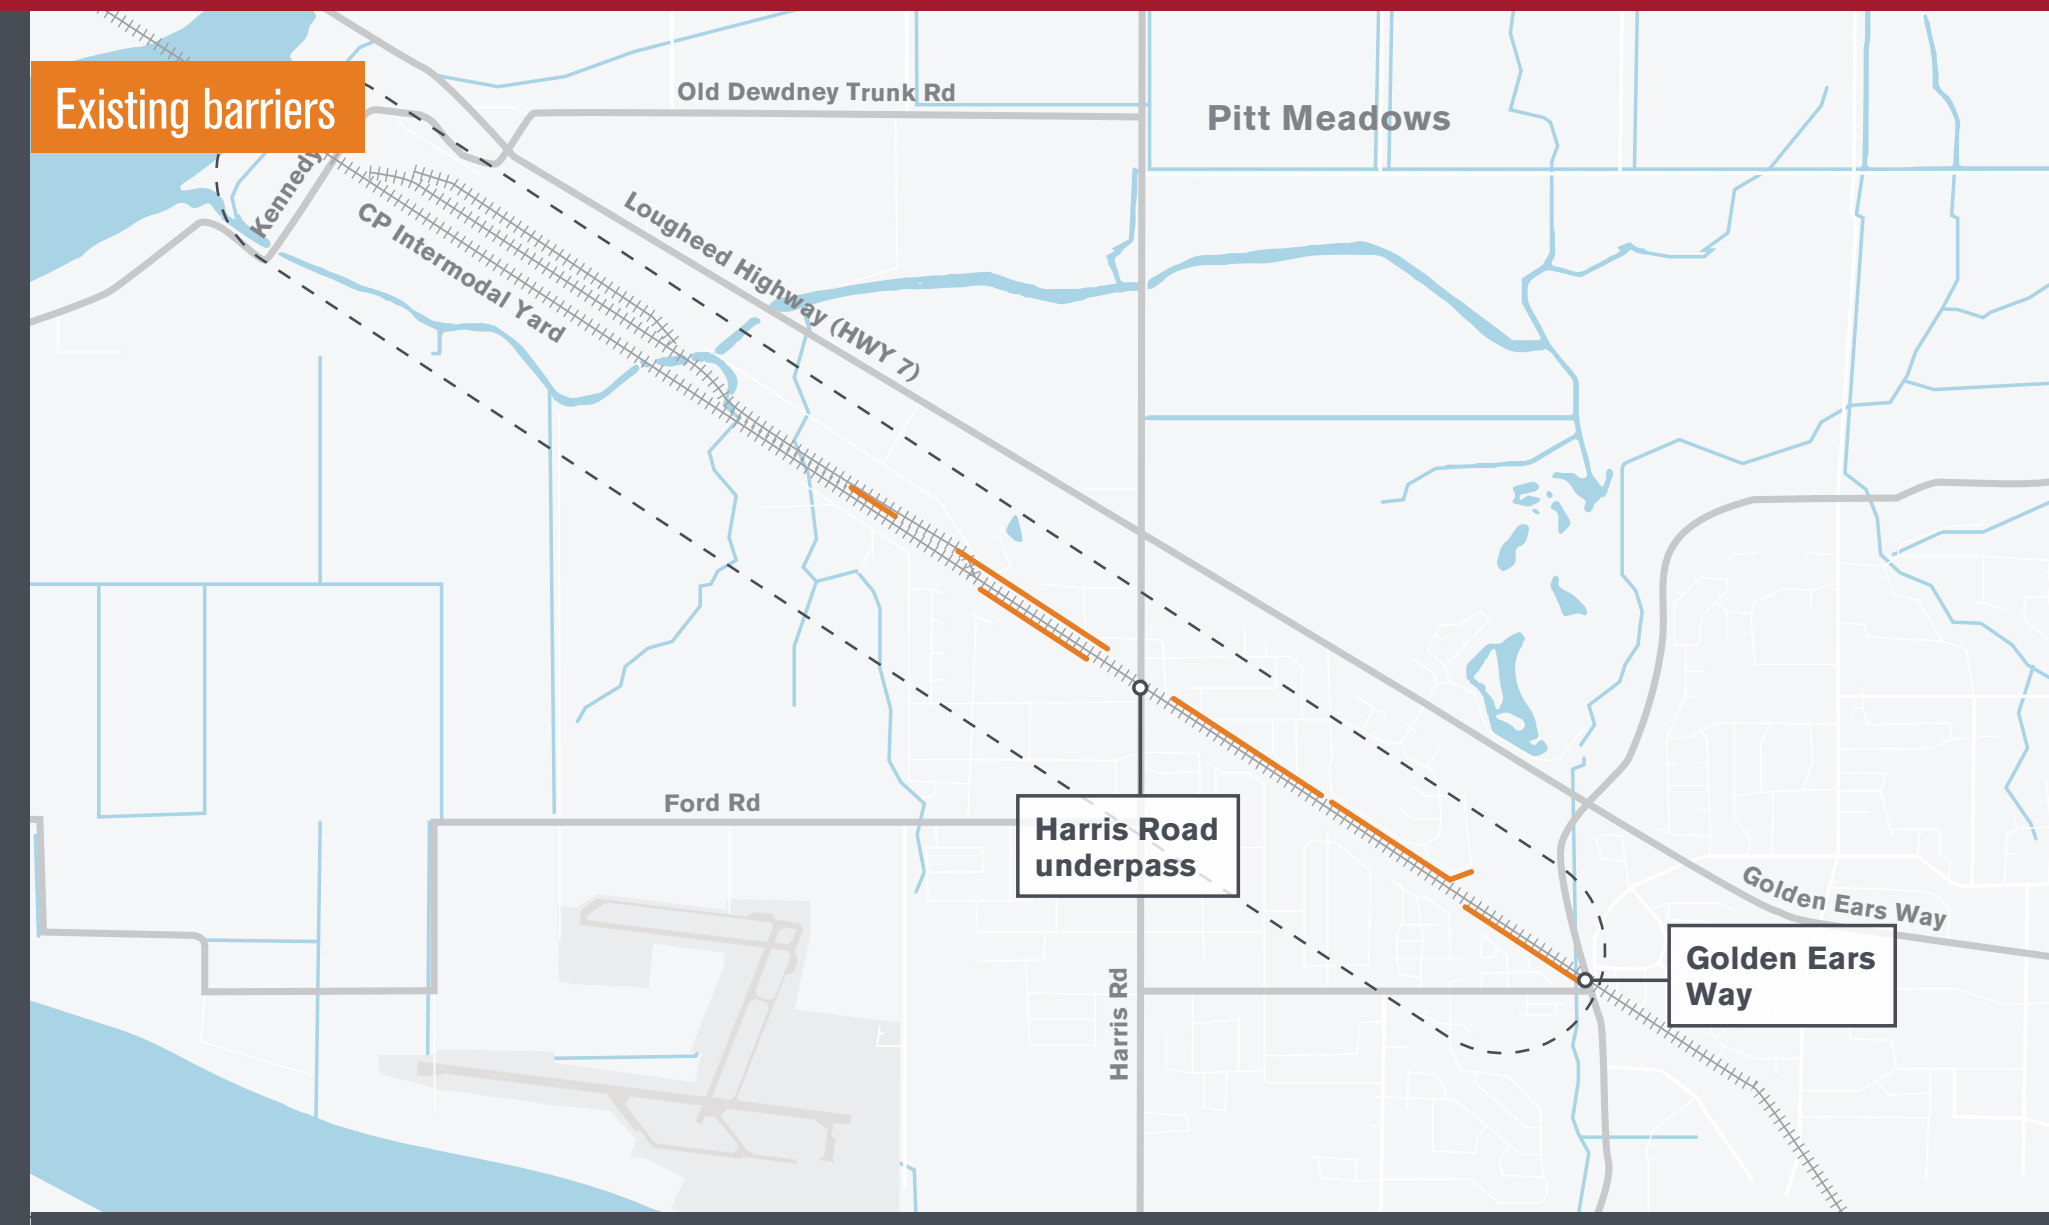 Existing barriers
Old Dewdney Trunk Rd
Pitt Meadows
Kennedy
CP Intermodal Yard
Lougheed Highway (HWY 7)
Ford Rd
Harris Road
underpass
Golden Ears Way
Golden Ears
Way
Harris Rd